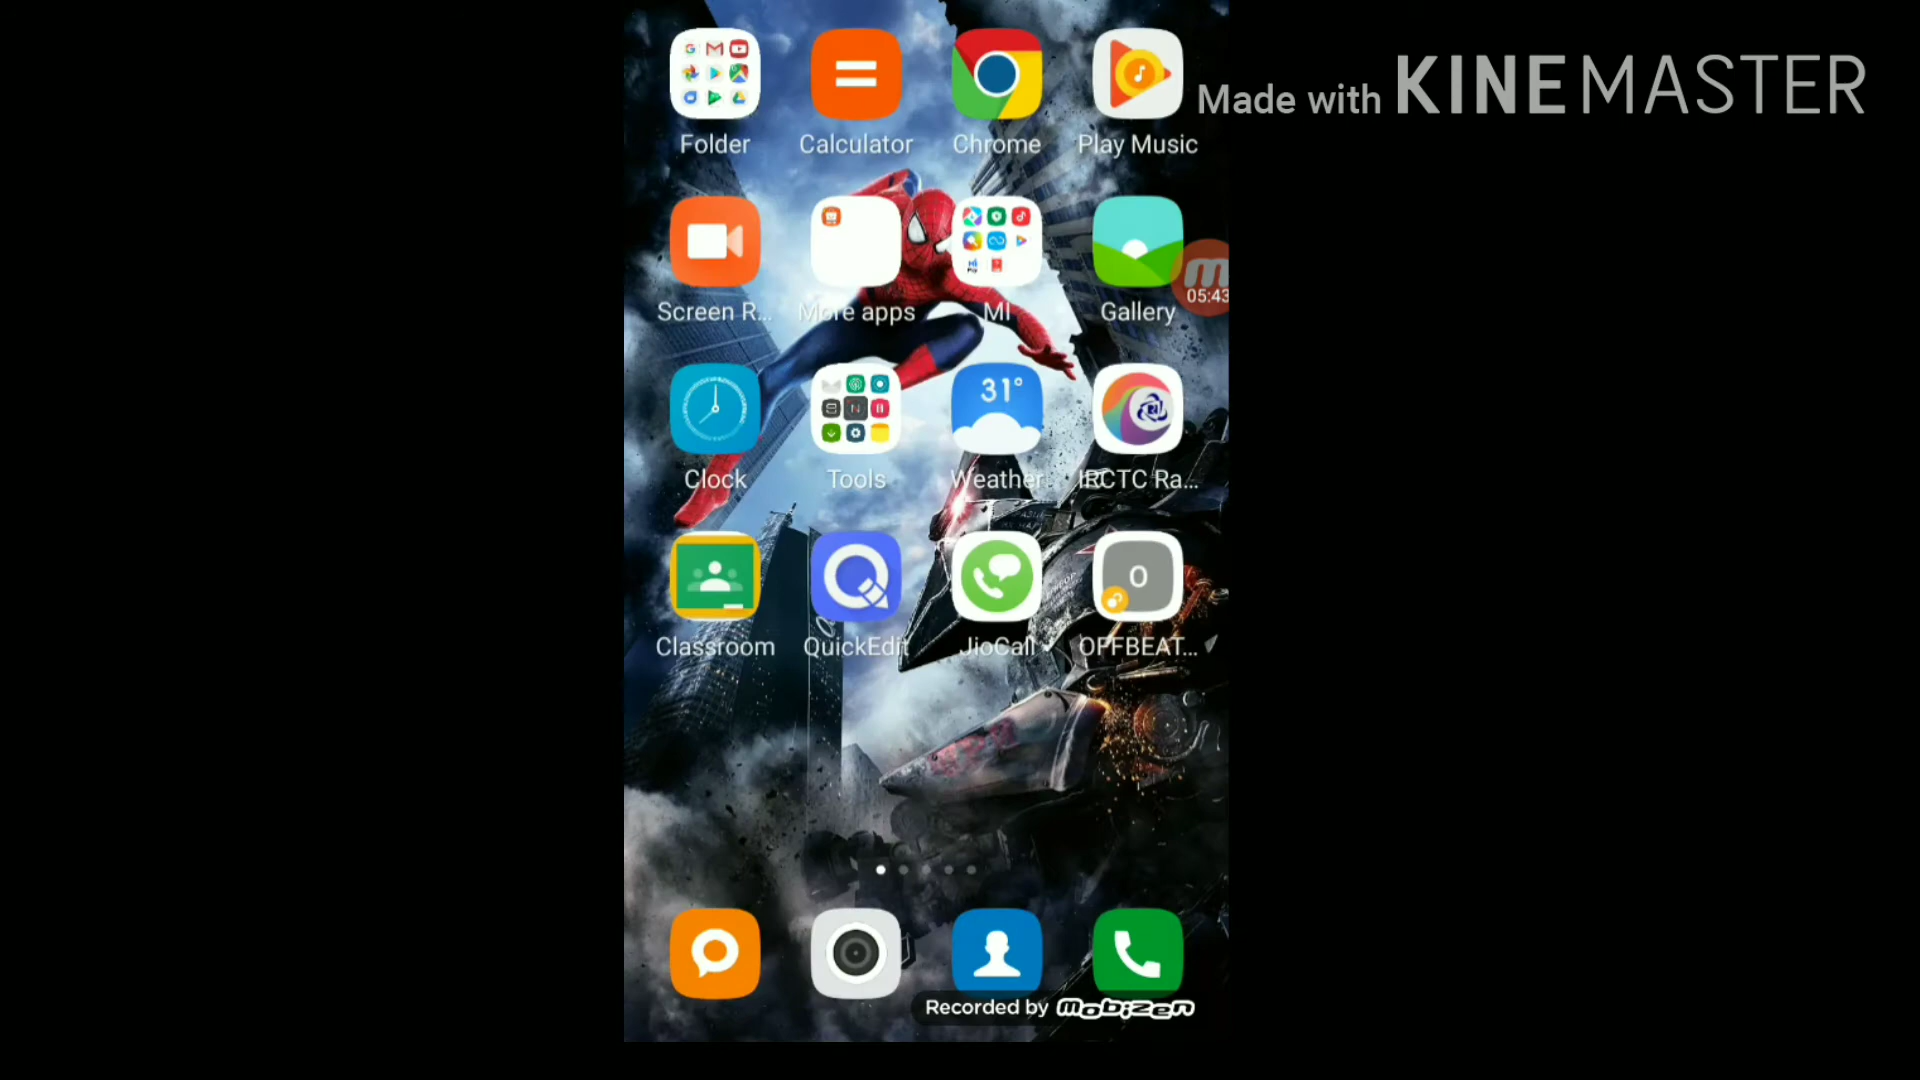 Made with KINEMASTER
Folder
Calculator
Chrome
Play Music
Screen R...
More apps
MI
Gallery
05:43
31°
Clock
Tools
Weather
IRCTC Ra...
O
Classroom
QuickEdit
JioCall
OFFBEAT...
Recorded by mobizen